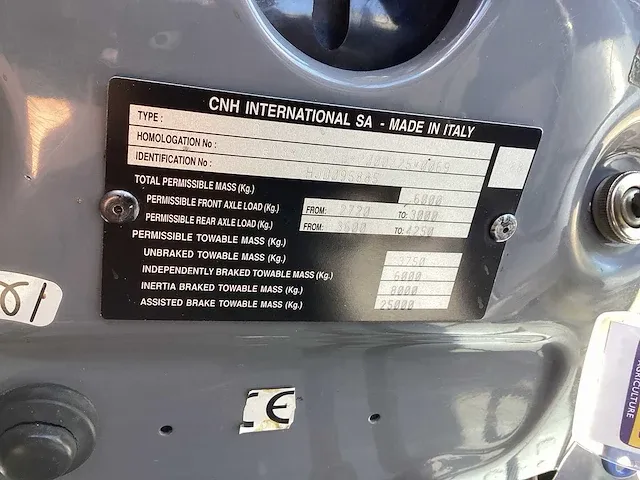 CNH INTERNATIONAL SA - MADE IN ITALY
TYPE :
HOMOLOGATION No :
IDENTIFICATION No :
TOTAL PERMISSIBLE MASS (Kg.) 6000
PERMISSIBLE FRONT AXLE LOAD (Kg.) FROM: TO: 3000
PERMISSIBLE REAR AXLE LOAD (Kg.) FROM: TO: 4250
PERMISSIBLE TOWABLE MASS (Kg.)
UNBRAKED TOWABLE MASS (Kg.) 3750
INDEPENDENTLY BRAKED TOWABLE MASS (Kg.) 6000
INERTIA BRAKED TOWABLE MASS (Kg.) 8000
ASSISTED BRAKE TOWABLE MASS (Kg.) 25000
CE
AGRICULTURE